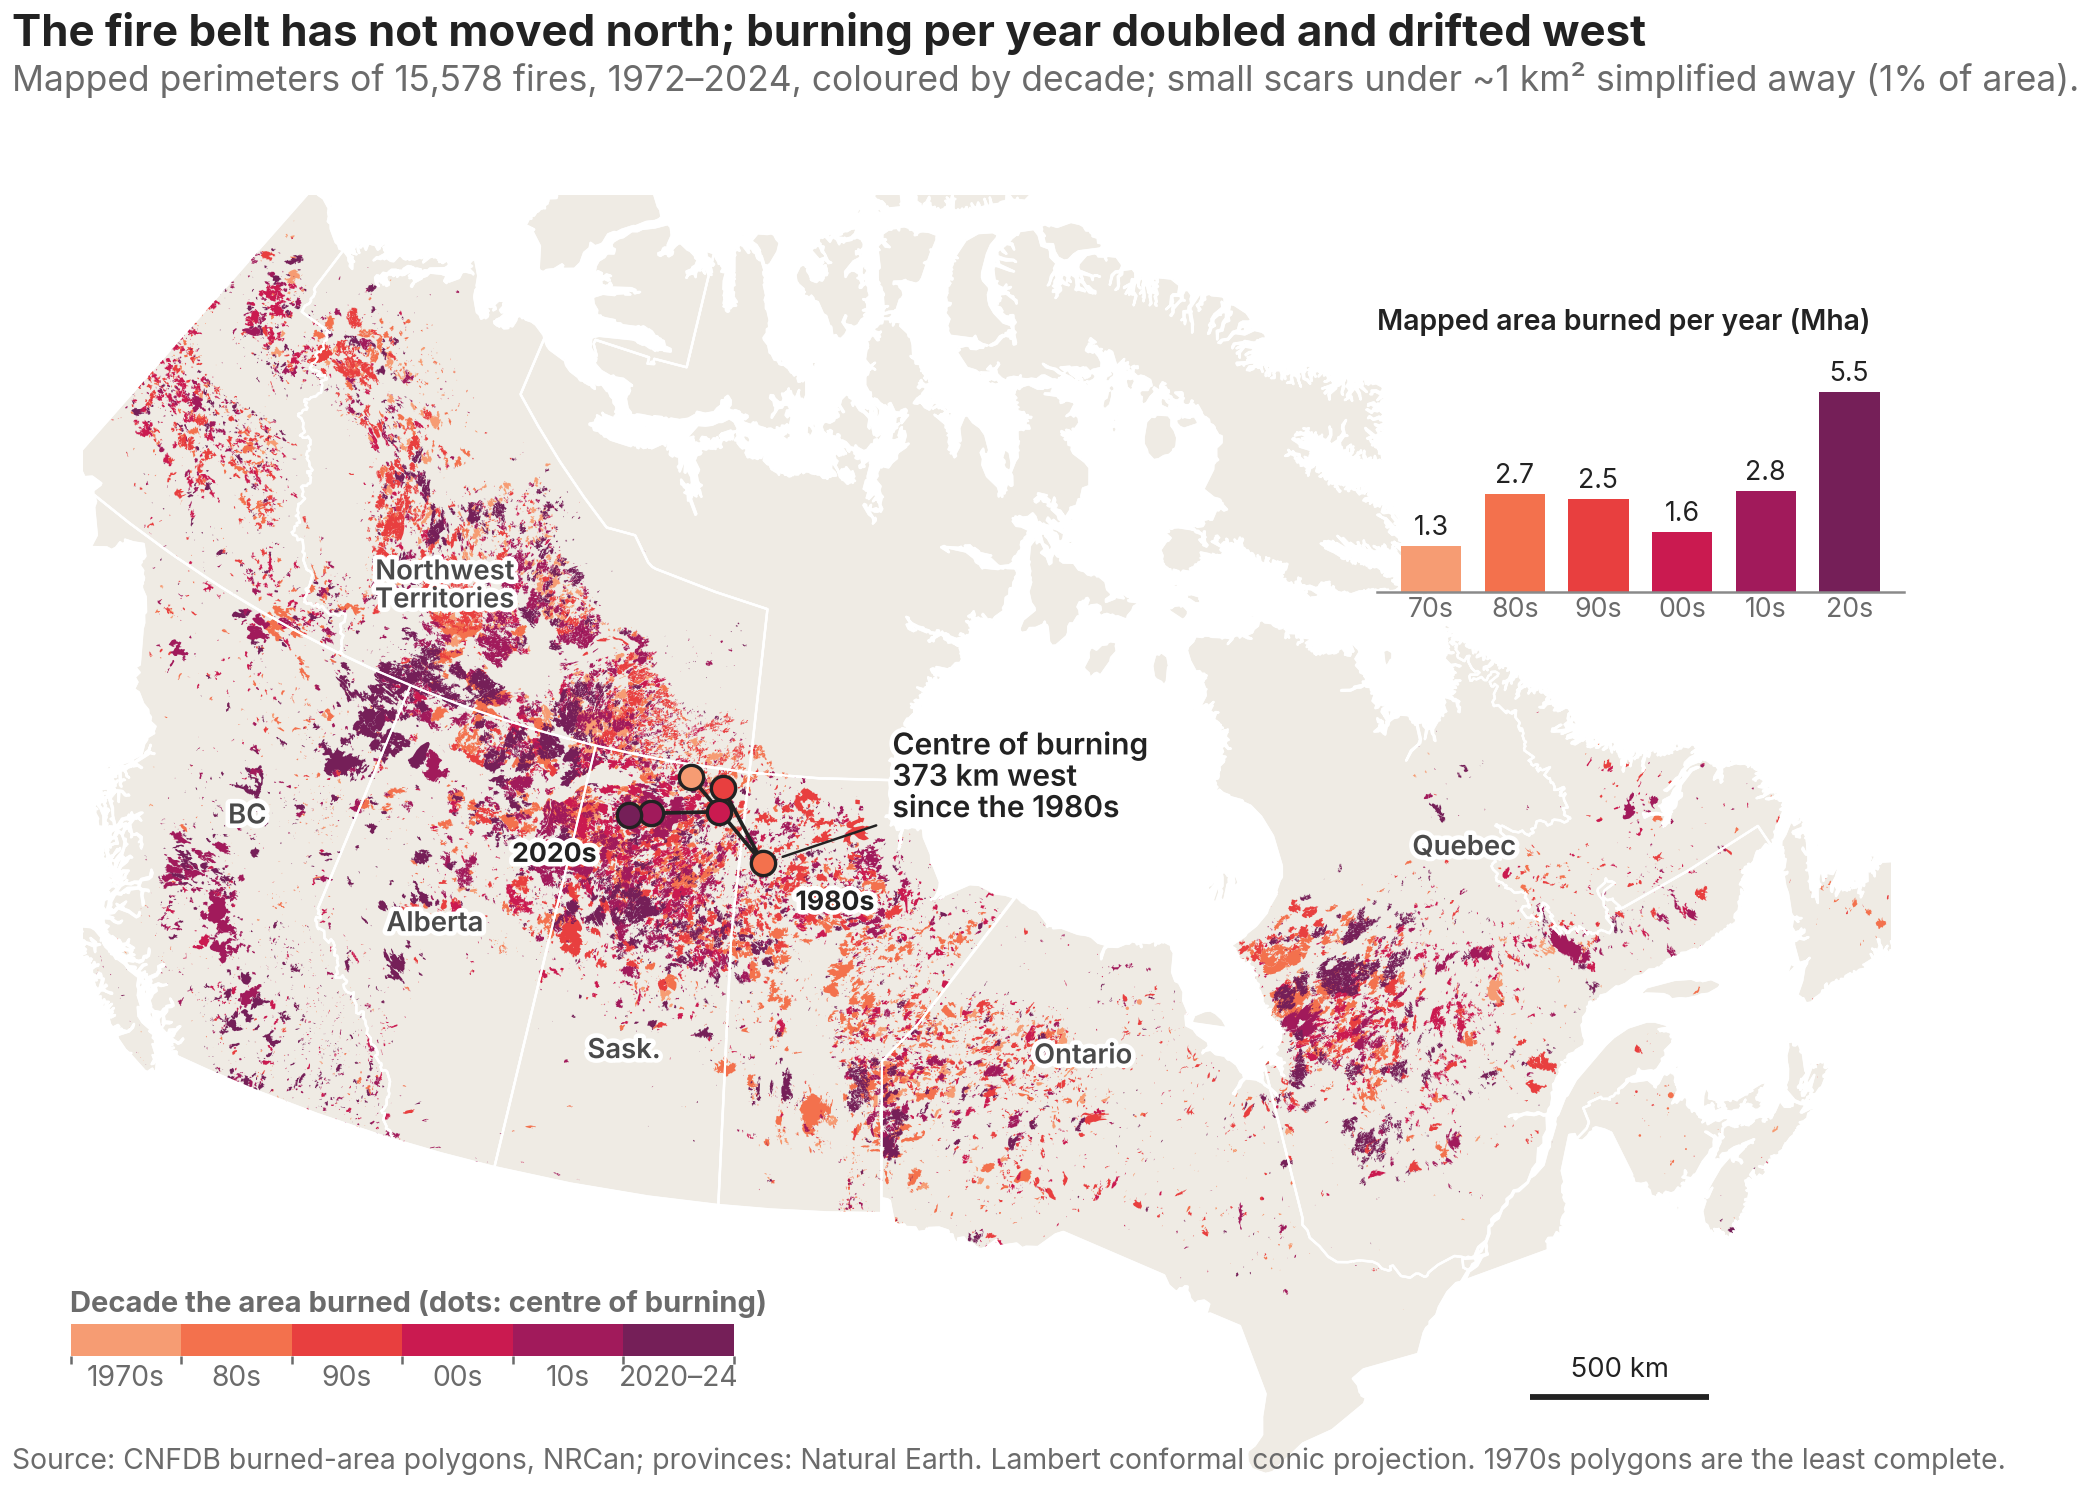 The fire belt has not moved north; burning per year doubled and drifted west
Mapped perimeters of 15,578 fires, 1972–2024, coloured by decade; small scars under ~1 km² simplified away (1% of area).
Mapped area burned per year (Mha)
5.5
2.7
2.5
2.8
1.6
1.3
70s
80s
90s
00s
10s
20s
Northwest
Territories
Centre of burning
373 km west
since the 1980s
BC
2020s
Quebec
1980s
Alberta
Sask.
Ontario
Decade the area burned (dots: centre of burning)
1970s
80s
90s
00s
10s
2020–24
500 km
Source: CNFDB burned-area polygons, NRCan; provinces: Natural Earth. Lambert conformal conic projection. 1970s polygons are the least complete.